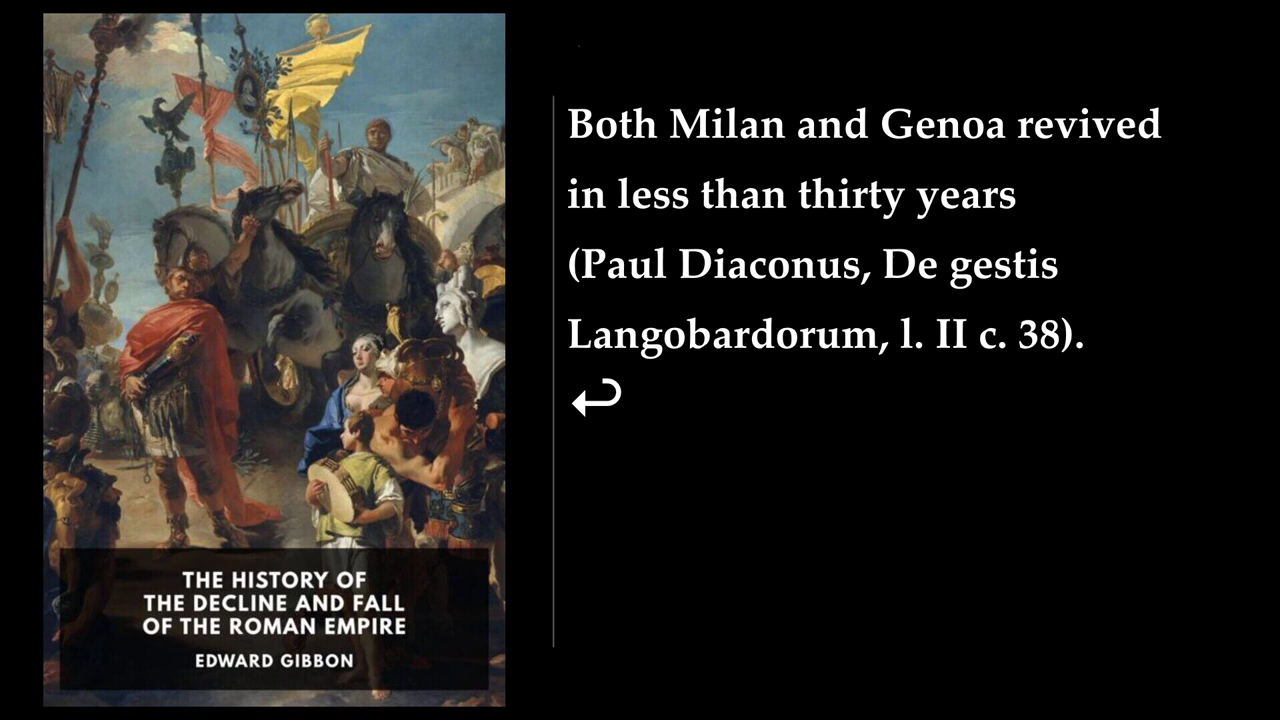 Both Milan and Genoa revived
in less than thirty years
(Paul Diaconus, De gestis
Langobardorum, l. II c. 38).
↩
THE HISTORY OF
THE DECLINE AND FALL
OF THE ROMAN EMPIRE
EDWARD GIBBON